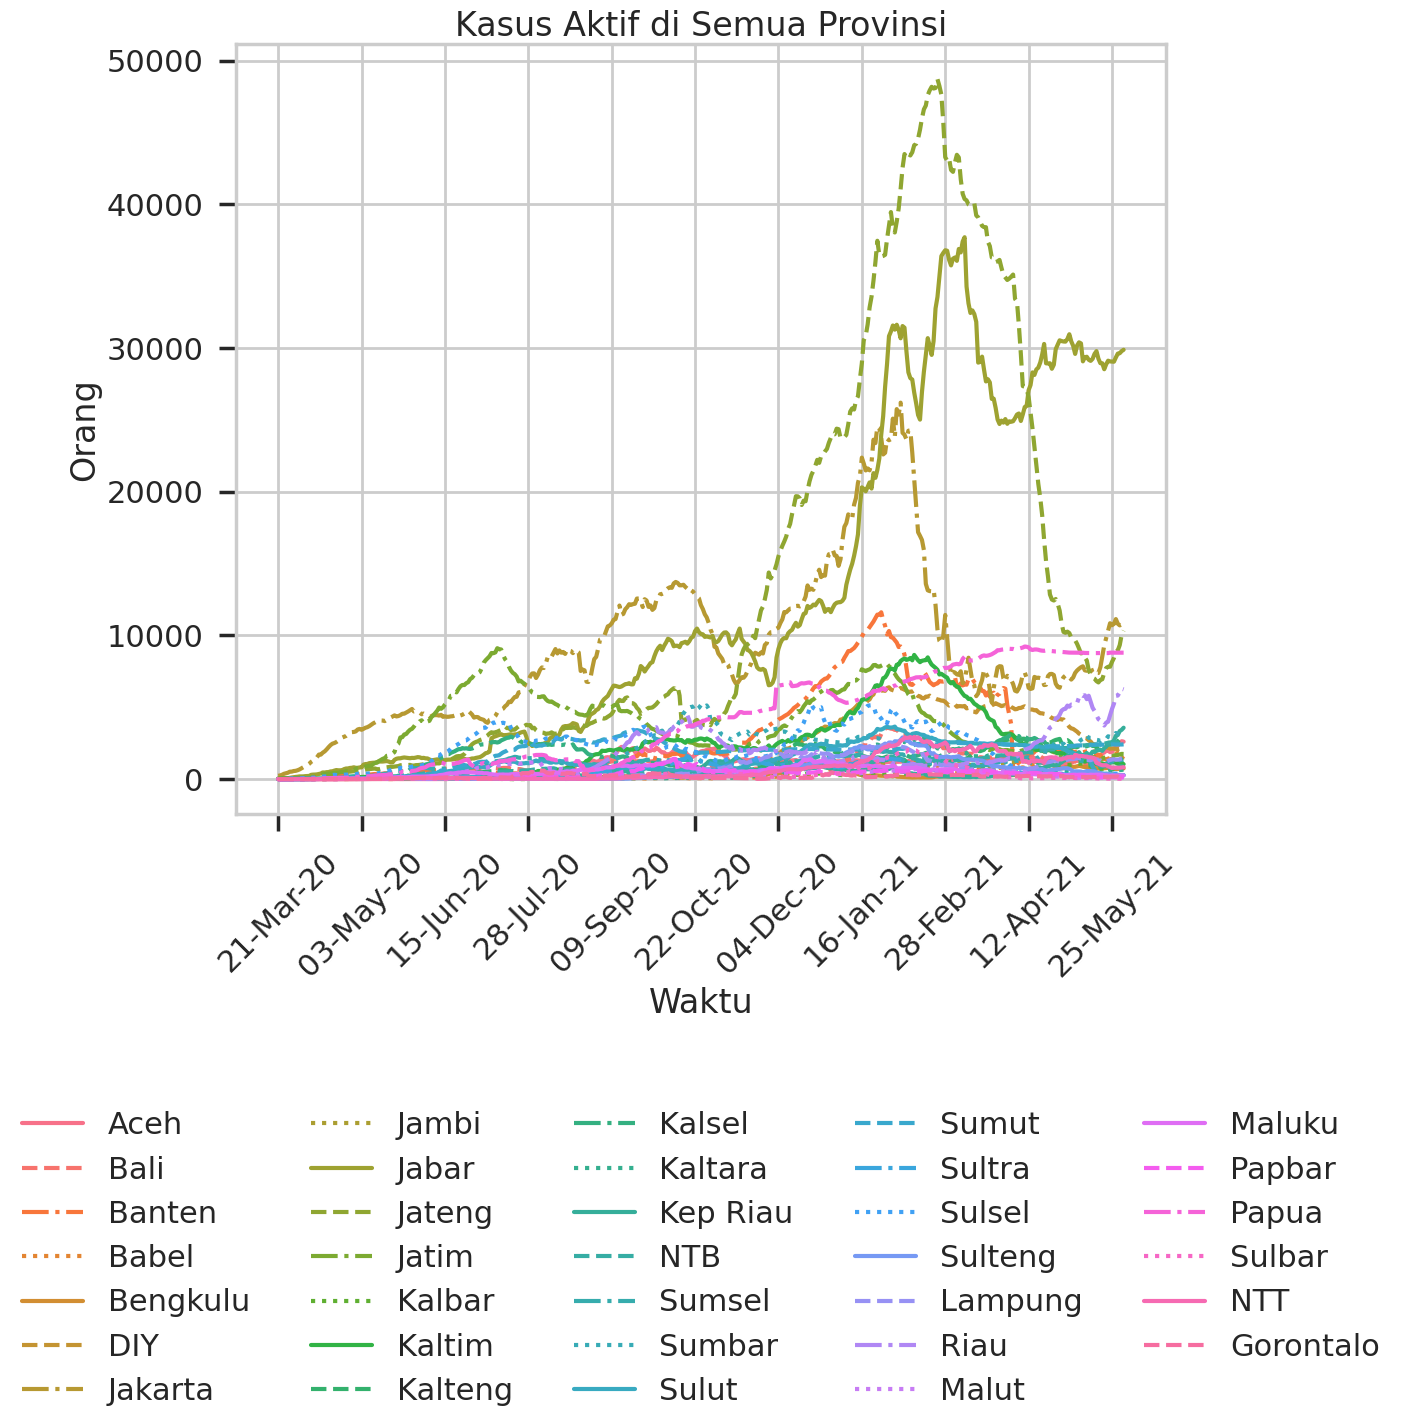 Kasus Aktif di Semua Provinsi
50000
40000
30000
20000
10000
0
Orang
21-Mar-20
03-May-20
15-Jun-20
28-Jul-20
09-Sep-20
22-Oct-20
04-Dec-20
16-Jan-21
28-Feb-21
12-Apr-21
25-May-21
Waktu
Aceh
Bali
Banten
Babel
Bengkulu
DIY
Jakarta
Jambi
Jabar
Jateng
Jatim
Kalbar
Kaltim
Kalteng
Kalsel
Kaltara
Kep Riau
NTB
Sumsel
Sumbar
Sulut
Sumut
Sultra
Sulsel
Sulteng
Lampung
Riau
Malut
Maluku
Papbar
Papua
Sulbar
NTT
Gorontalo